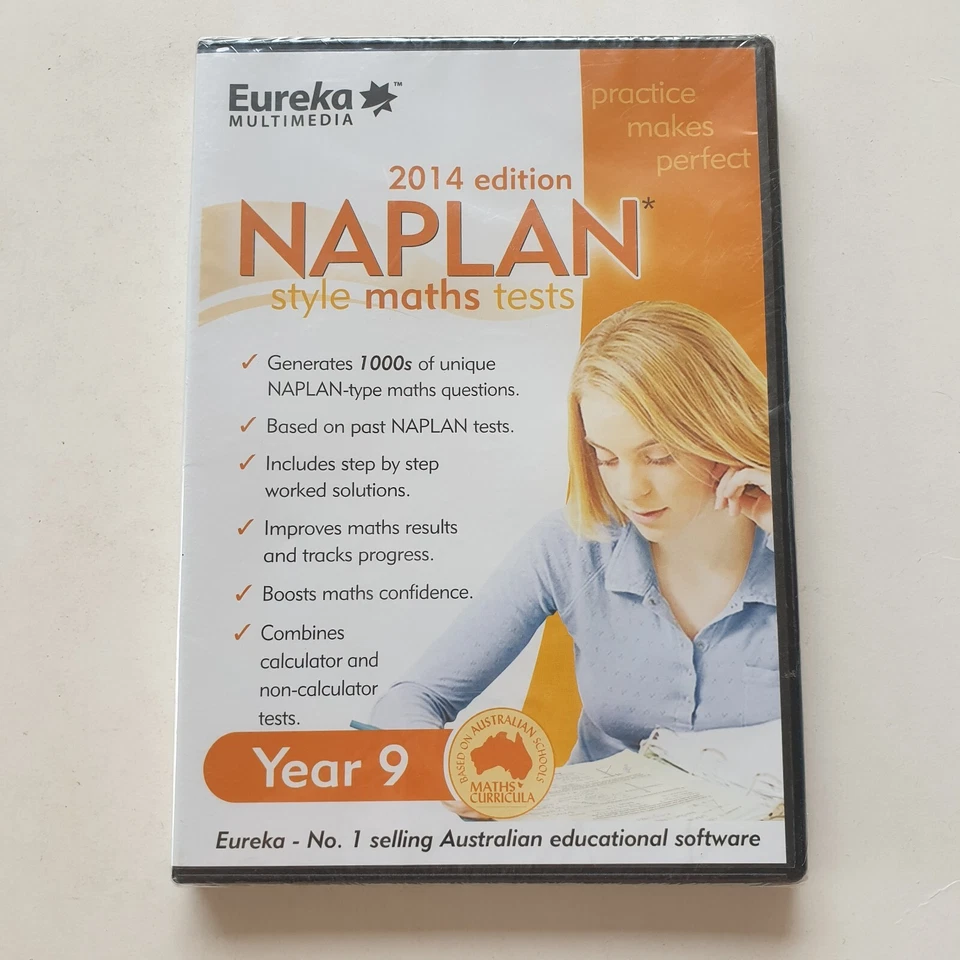 Eureka ™
MULTIMEDIA
practice
makes
perfect
2014 edition
NAPLAN*
style maths tests
✓ Generates 1000s of unique
NAPLAN-type maths questions.
✓ Based on past NAPLAN tests.
✓ Includes step by step
worked solutions.
✓ Improves maths results
and tracks progress.
✓ Boosts maths confidence.
✓ Combines
calculator and
non-calculator
tests.
Year 9
BASED ON AUSTRALIAN SCHOOLS
MATHS
CURRICULA
Eureka - No. 1 selling Australian educational software